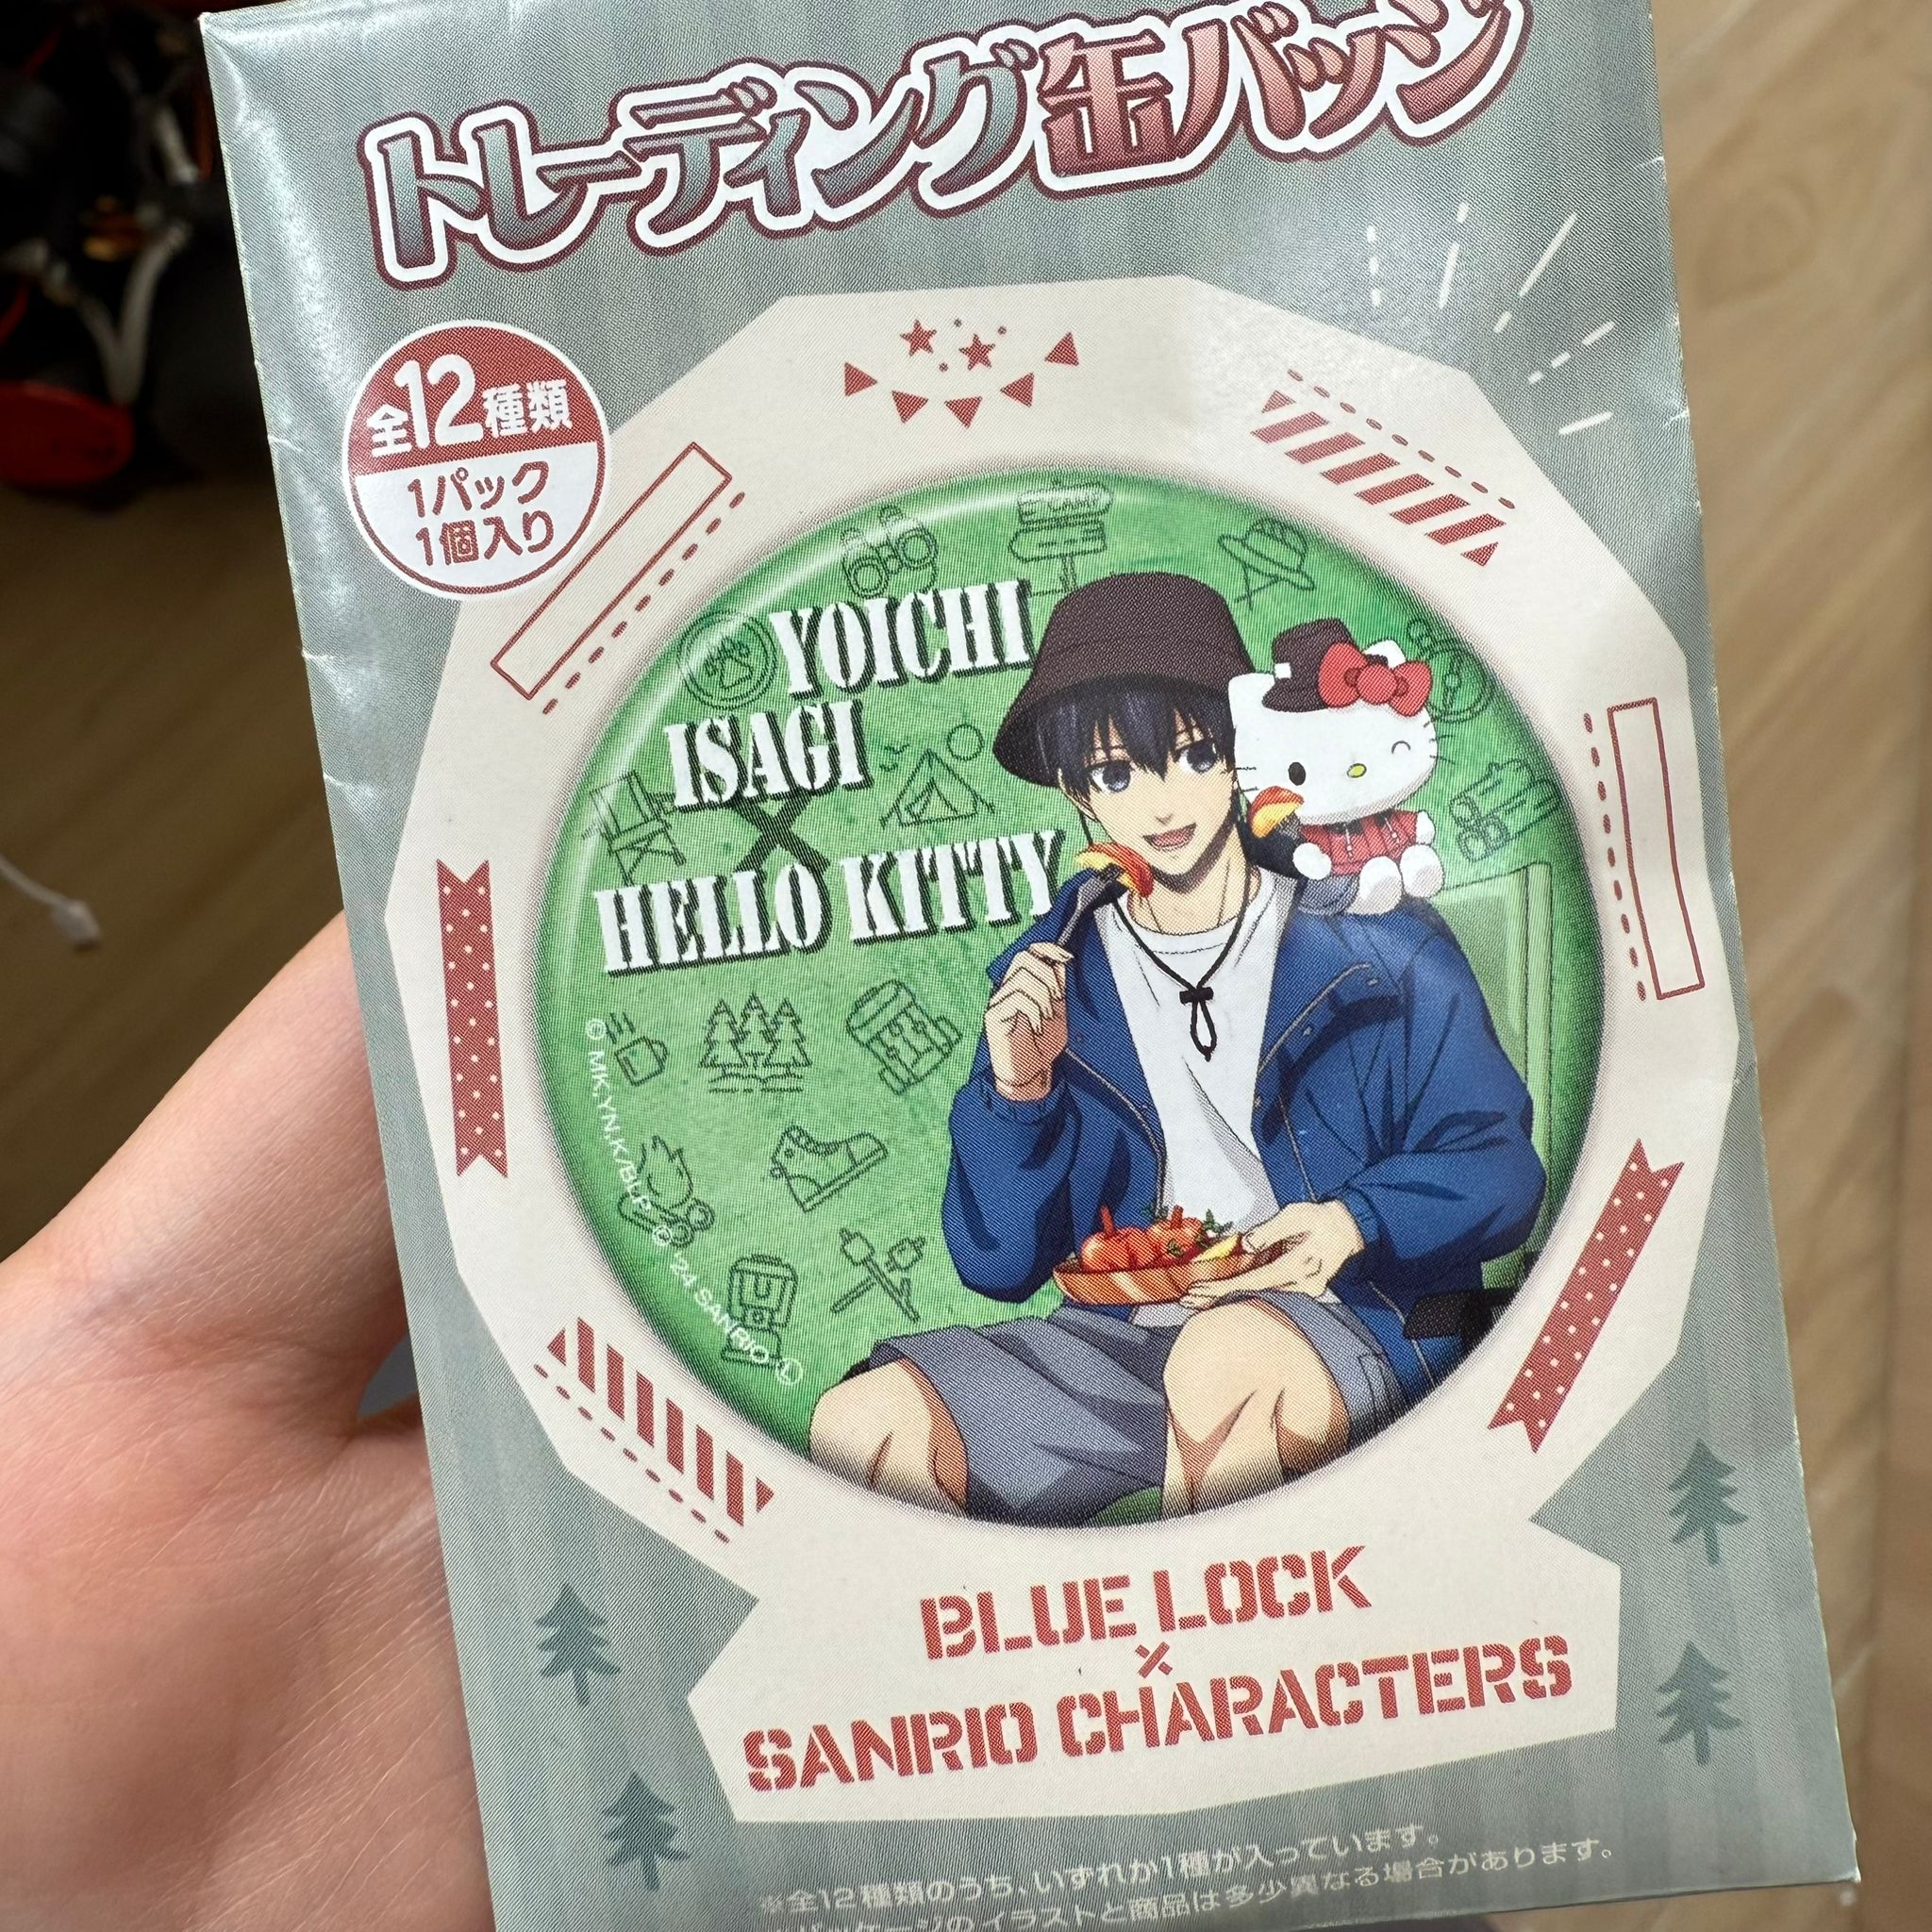 トレーディング缶バッジ
全12種類
1パック
1個入り
YOICHI
ISAGI
×
HELLO KITTY
© MK,YN,K/BLP © '24 SANRIO Ⓛ
BLUE LOCK
×
SANRIO CHARACTERS
※全12種類のうち、いずれか1種が入っています。
パッケージのイラストと商品は多少異なる場合があります。